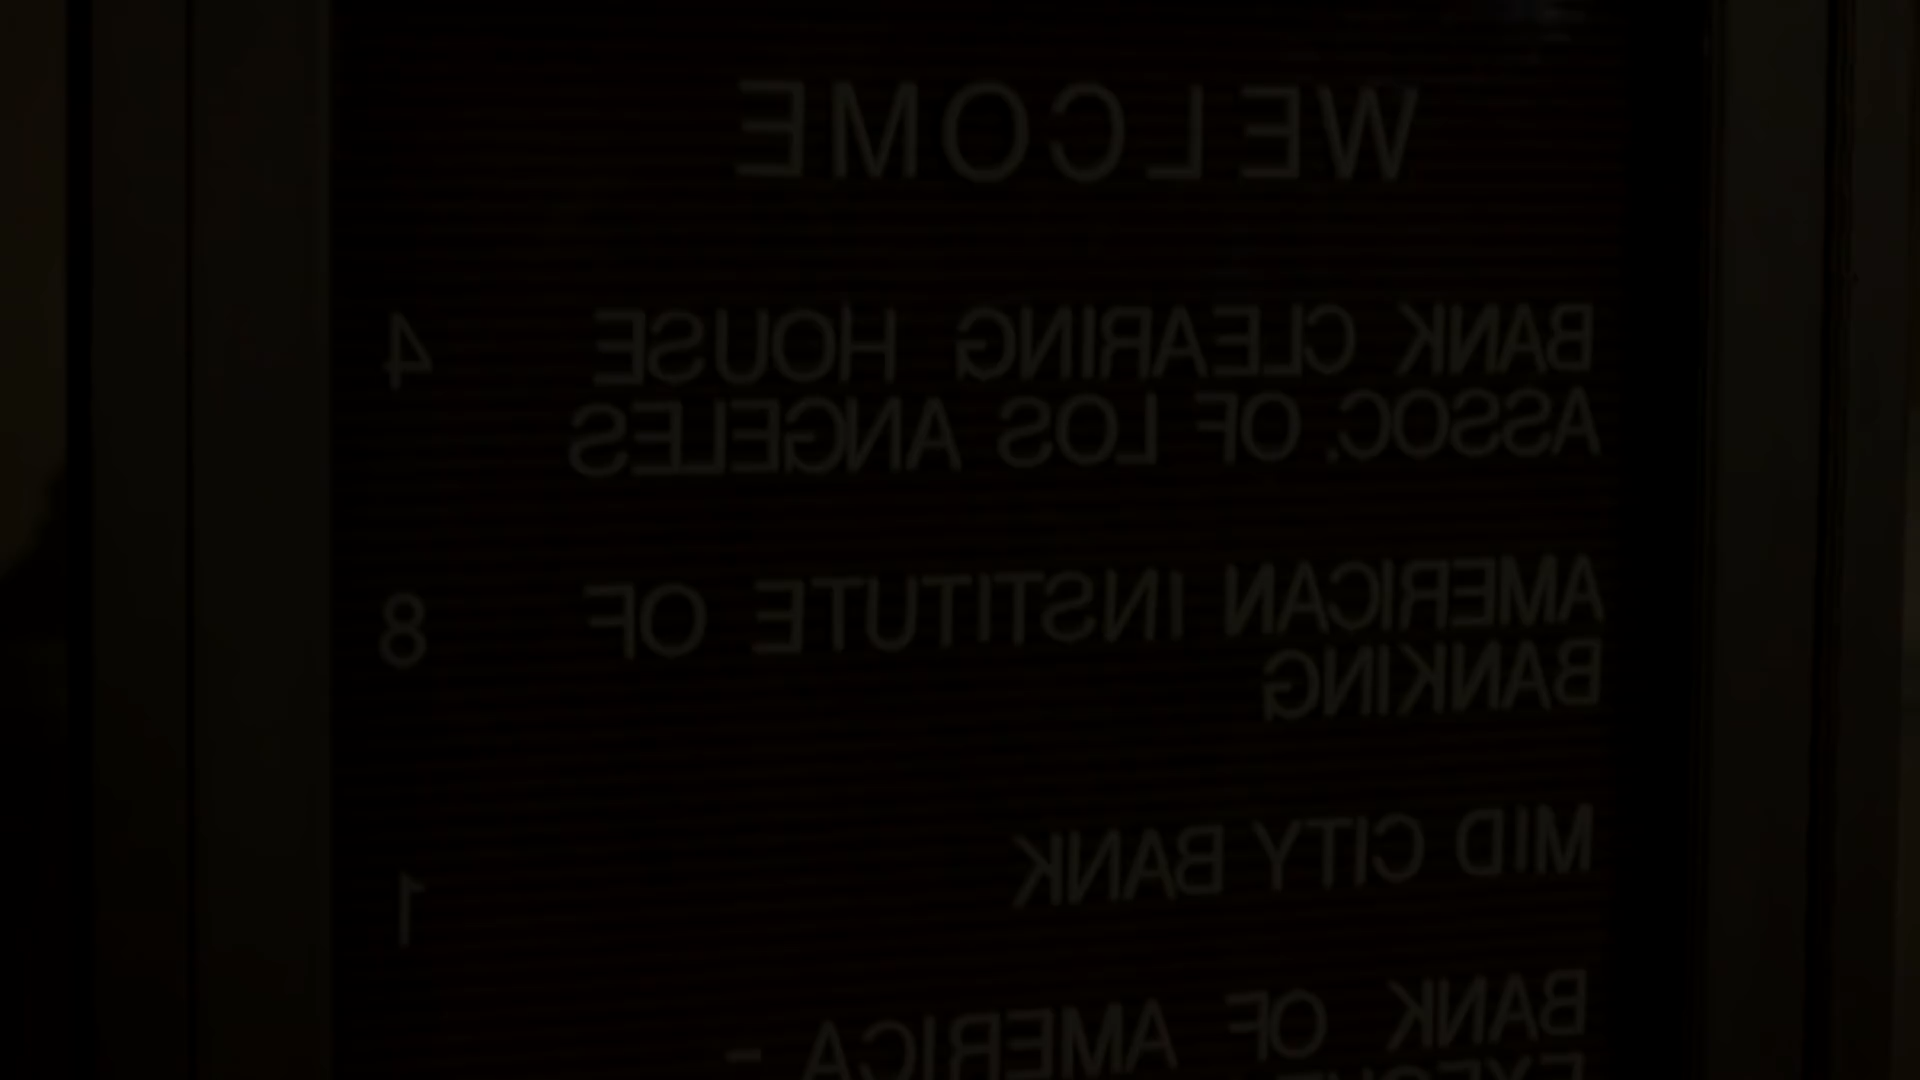 WELCOME
BANK CLEARING HOUSE 4
ASSOC. OF LOS ANGELES
AMERICAN INSTITUTE OF 8
BANKING
MID CITY BANK 1
BANK OF AMERICA -